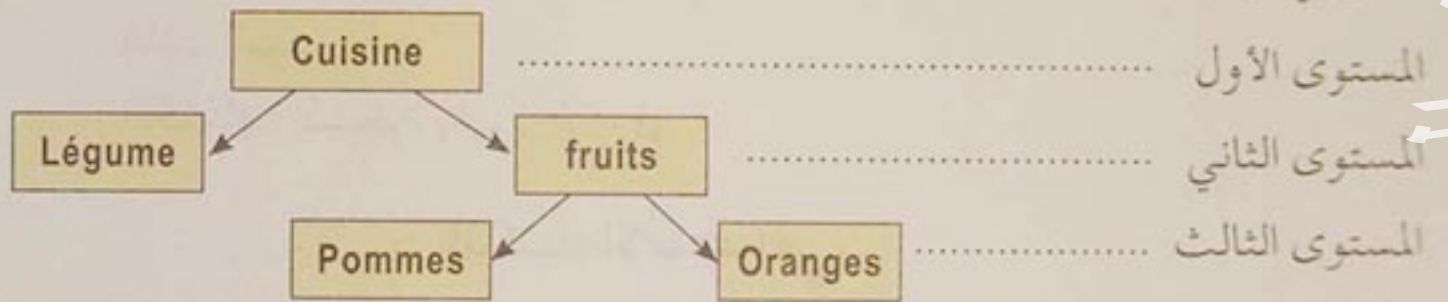 Cuisine ........ المستوى الأول
Légume fruits ........ المستوى الثاني
Pommes Oranges ........ المستوى الثالث